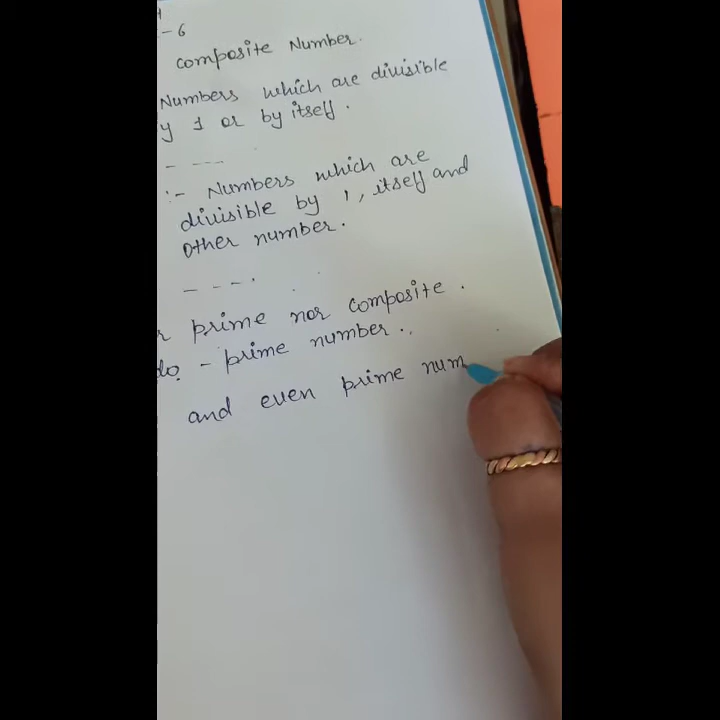 -6
composite Number.
Numbers which are divisible
y 1 or by itself.
- ----
:- Numbers which are
divisible by 1, itself and
other number.
- - - -.
r prime nor composite.
do - prime number.
and even prime num